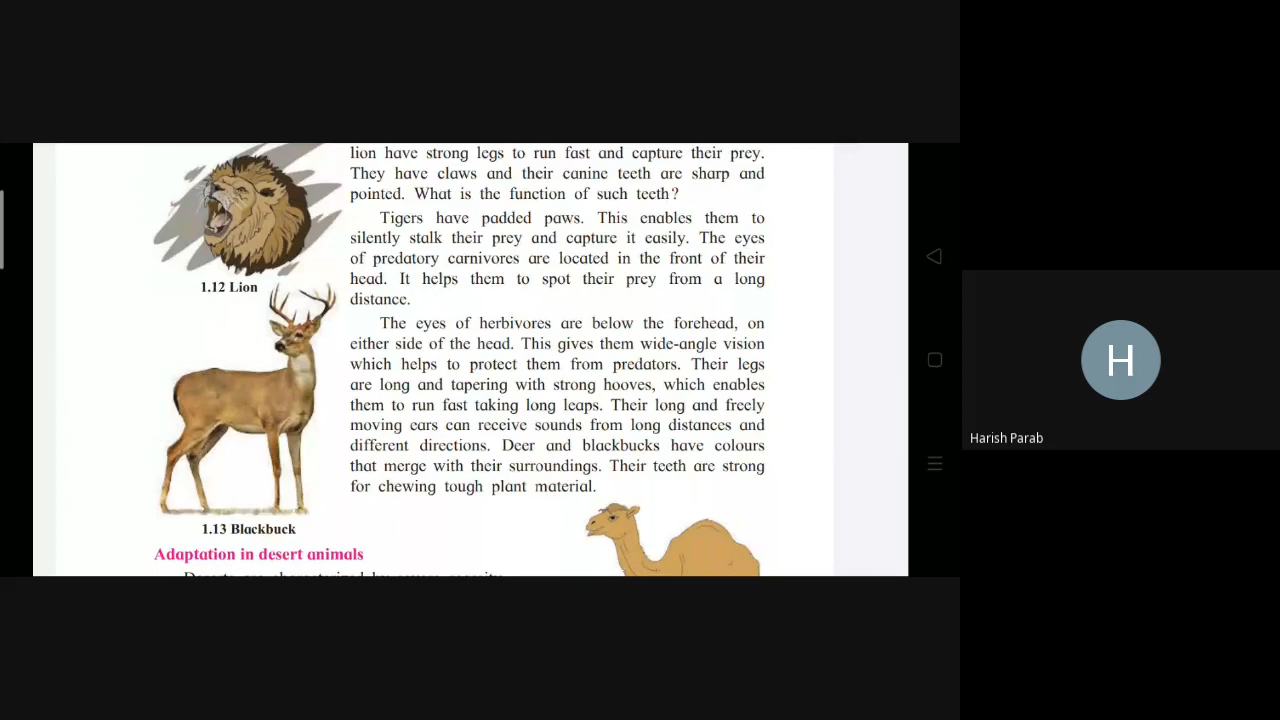 lion have strong legs to run fast and capture their prey.
They have claws and their canine teeth are sharp and
pointed. What is the function of such teeth?
Tigers have padded paws. This enables them to
silently stalk their prey and capture it easily. The eyes
of predatory carnivores are located in the front of their
head. It helps them to spot their prey from a long
distance.
1.12 Lion
The eyes of herbivores are below the forehead, on
either side of the head. This gives them wide-angle vision
which helps to protect them from predators. Their legs
are long and tapering with strong hooves, which enables
them to run fast taking long leaps. Their long and freely
moving ears can receive sounds from long distances and
different directions. Deer and blackbucks have colours
that merge with their surroundings. Their teeth are strong
for chewing tough plant material.
1.13 Blackbuck
Adaptation in desert animals
Deserts are characterized by
H
Harish Parab